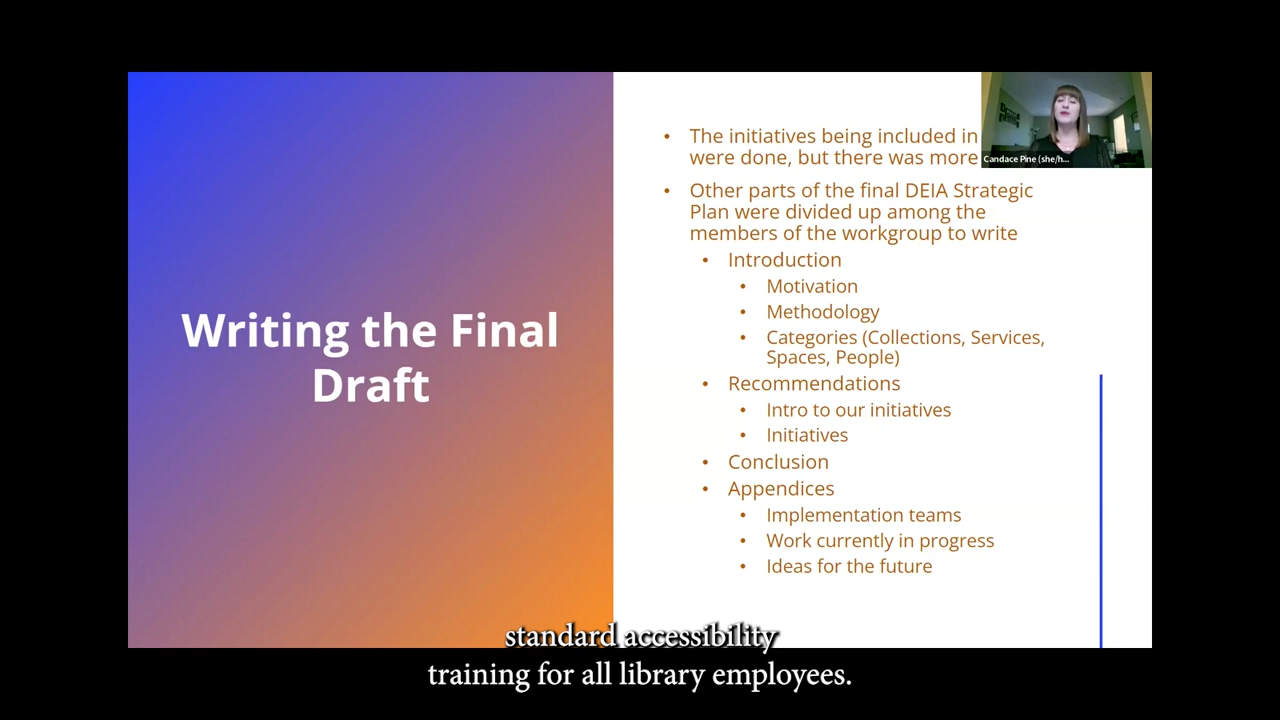 Writing the Final
Draft
• The initiatives being included in
were done, but there was more
• Other parts of the final DEIA Strategic
Plan were divided up among the
members of the workgroup to write
• Introduction
• Motivation
• Methodology
• Categories (Collections, Services,
Spaces, People)
• Recommendations
• Intro to our initiatives
• Initiatives
• Conclusion
• Appendices
• Implementation teams
• Work currently in progress
• Ideas for the future
Candace Pine (she/h...
standard accessibility
training for all library employees.